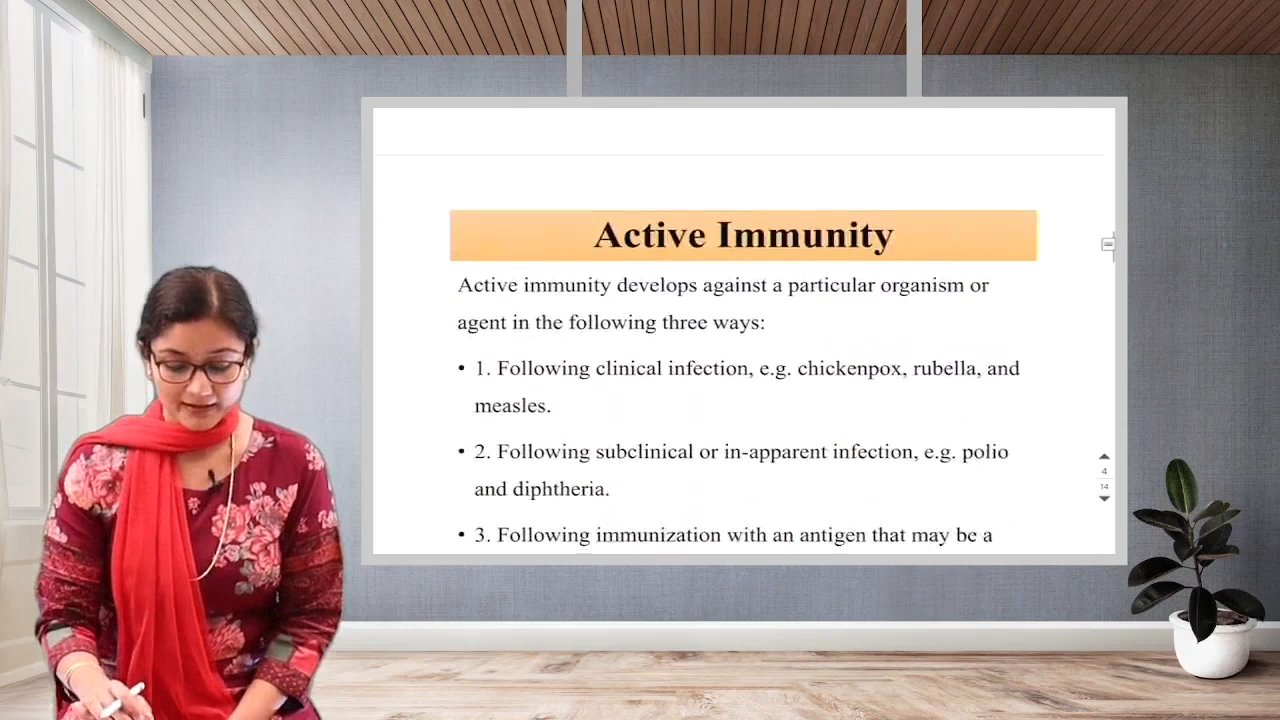 Active Immunity
Active immunity develops against a particular organism or
agent in the following three ways:
• 1. Following clinical infection, e.g. chickenpox, rubella, and
measles.
• 2. Following subclinical or in-apparent infection, e.g. polio
and diphtheria.
• 3. Following immunization with an antigen that may be a
4
14